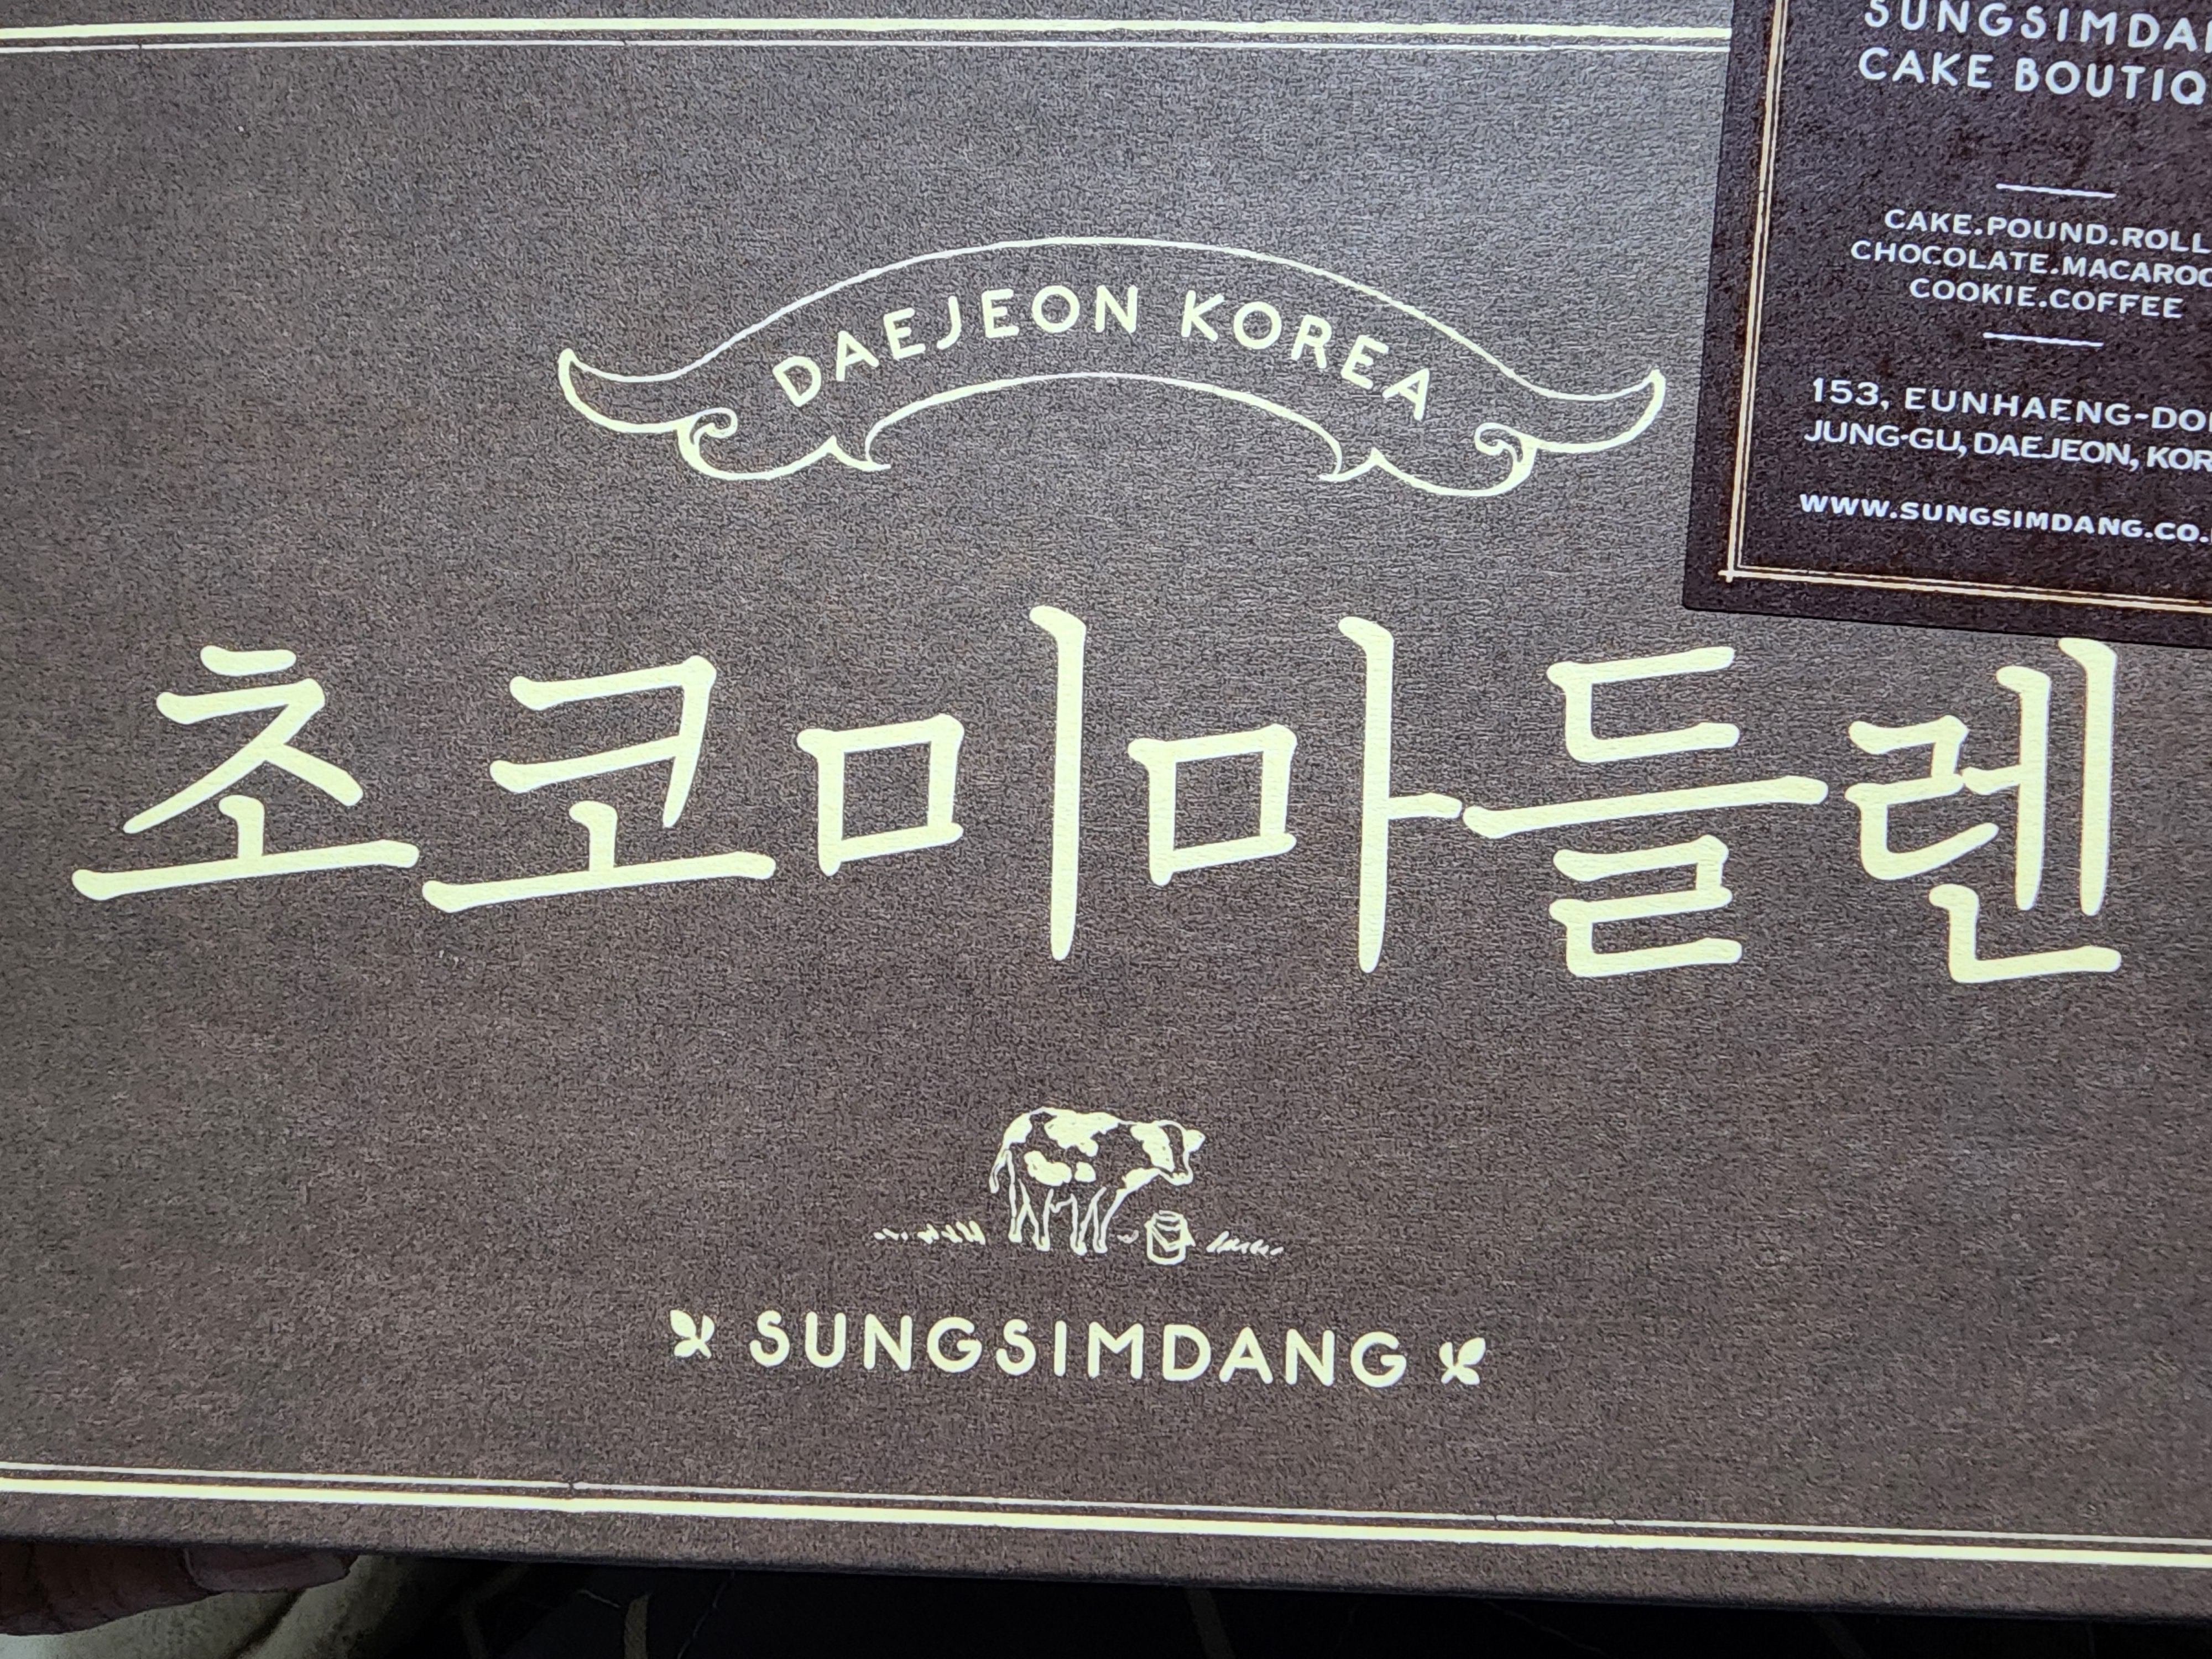 SUNGSIMDA
CAKE BOUTIQ
CAKE.POUND.ROLL
CHOCOLATE.MACAROO
COOKIE.COFFEE
153, EUNHAENG-DO
JUNG-GU, DAEJEON, KOR
WWW.SUNGSIMDANG.CO.
DAEJEON KOREA
초코미마들렌
SUNGSIMDANG